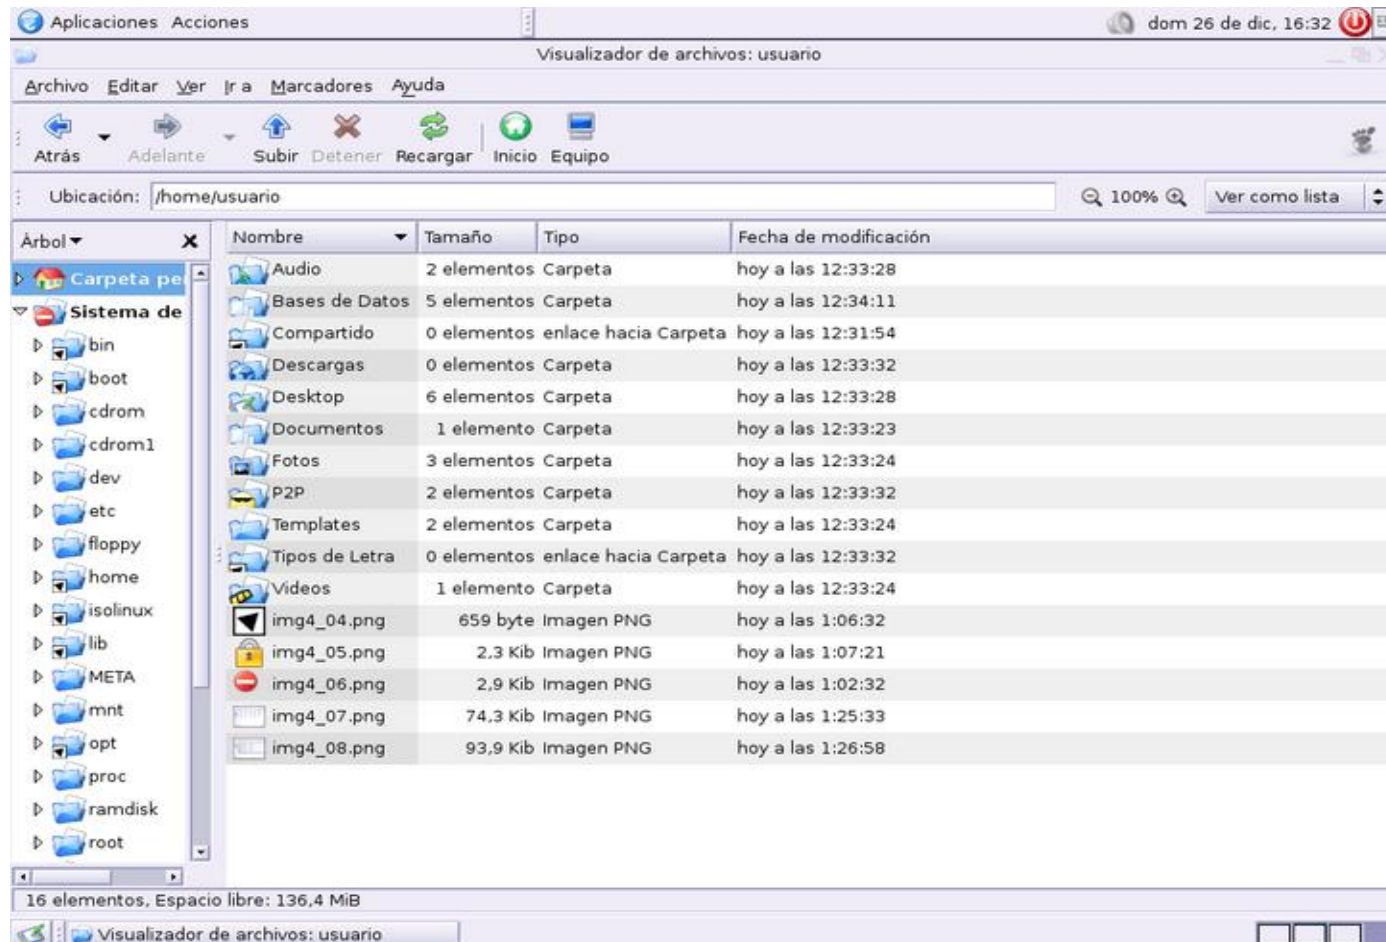 Aplicaciones Acciones dom 26 de dic, 16:32
Visualizador de archivos: usuario
Archivo Editar Ver Ir a Marcadores Ayuda
Atrás Adelante Subir Detener Recargar Inicio Equipo
Ubicación: /home/usuario 100% Ver como lista
Árbol
Carpeta pe
Sistema de
bin
boot
cdrom
cdrom1
dev
etc
floppy
home
isolinux
lib
META
mnt
opt
proc
ramdisk
root
Nombre Tamaño Tipo Fecha de modificación
Audio 2 elementos Carpeta hoy a las 12:33:28
Bases de Datos 5 elementos Carpeta hoy a las 12:34:11
Compartido 0 elementos enlace hacia Carpeta hoy a las 12:31:54
Descargas 0 elementos Carpeta hoy a las 12:33:32
Desktop 6 elementos Carpeta hoy a las 12:33:28
Documentos 1 elemento Carpeta hoy a las 12:33:23
Fotos 3 elementos Carpeta hoy a las 12:33:24
P2P 2 elementos Carpeta hoy a las 12:33:32
Templates 2 elementos Carpeta hoy a las 12:33:24
Tipos de Letra 0 elementos enlace hacia Carpeta hoy a las 12:33:32
Videos 1 elemento Carpeta hoy a las 12:33:24
img4_04.png 659 byte Imagen PNG hoy a las 1:06:32
img4_05.png 2,3 Kib Imagen PNG hoy a las 1:07:21
img4_06.png 2,9 Kib Imagen PNG hoy a las 1:02:32
img4_07.png 74,3 Kib Imagen PNG hoy a las 1:25:33
img4_08.png 93,9 Kib Imagen PNG hoy a las 1:26:58
16 elementos, Espacio libre: 136,4 MiB
Visualizador de archivos: usuario